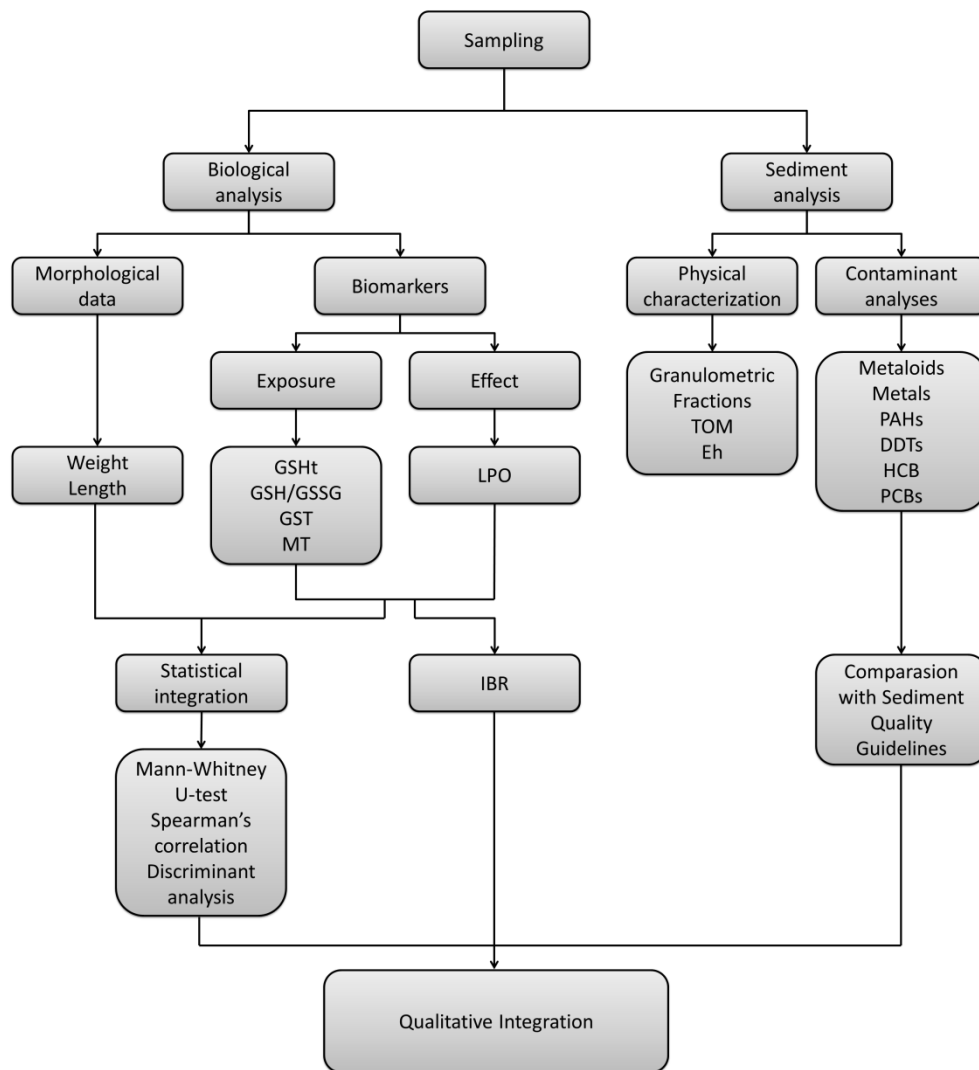 Sampling
Biological
analysis
Sediment
analysis
Morphological
data
Biomarkers
Physical
characterization
Contaminant
analyses
Exposure
Effect
Granulometric
Fractions
TOM
Eh
Metaloids
Metals
PAHs
DDTs
HCB
PCBs
Weight
Length
GSHt
GSH/GSSG
GST
MT
LPO
Statistical
integration
IBR
Comparasion
with Sediment
Quality
Guidelines
Mann-Whitney
U-test
Spearman’s
correlation
Discriminant
analysis
Qualitative Integration